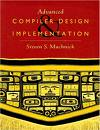 Advanced
COMPILER DESIGN
&
IMPLEMENTATION
Steven S. Muchnick